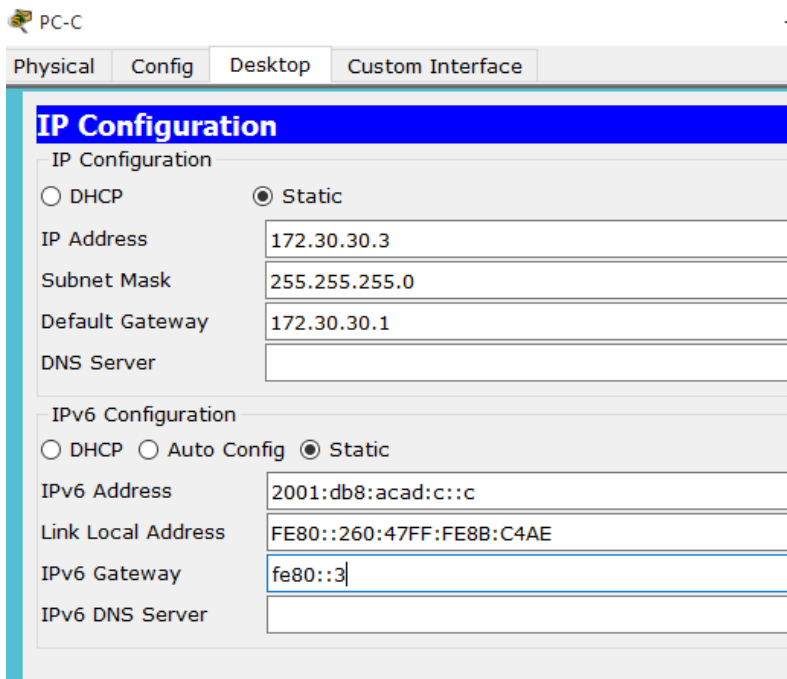 PC-C
Physical Config Desktop Custom Interface
IP Configuration
IP Configuration
DHCP Static
IP Address 172.30.30.3
Subnet Mask 255.255.255.0
Default Gateway 172.30.30.1
DNS Server
IPv6 Configuration
DHCP Auto Config Static
IPv6 Address 2001:db8:acad:c::c
Link Local Address FE80::260:47FF:FE8B:C4AE
IPv6 Gateway fe80::3
IPv6 DNS Server